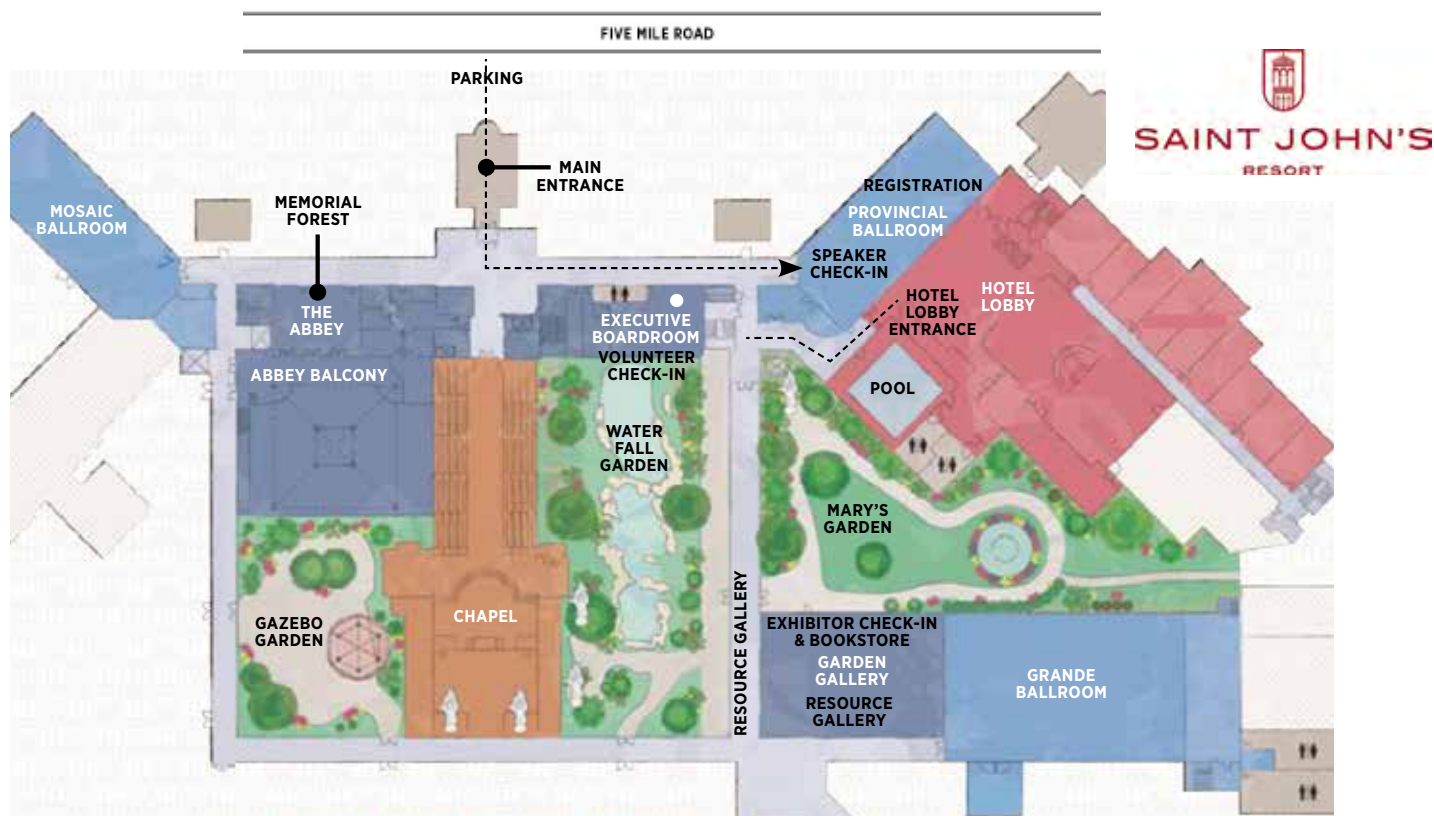 FIVE MILE ROAD
PARKING
SAINT JOHN'S
RESORT
MAIN
ENTRANCE
MEMORIAL
FOREST
MOSAIC
BALLROOM
REGISTRATION
PROVINCIAL
BALLROOM
SPEAKER
CHECK-IN
HOTEL
LOBBY
ENTRANCE
HOTEL
LOBBY
THE
ABBEY
EXECUTIVE
BOARDROOM
VOLUNTEER
CHECK-IN
ABBEY BALCONY
POOL
WATER
FALL
GARDEN
MARY'S
GARDEN
GAZEBO
GARDEN
CHAPEL
RESOURCE GALLERY
EXHIBITOR CHECK-IN
& BOOKSTORE
GARDEN
GALLERY
RESOURCE
GALLERY
GRANDE
BALLROOM